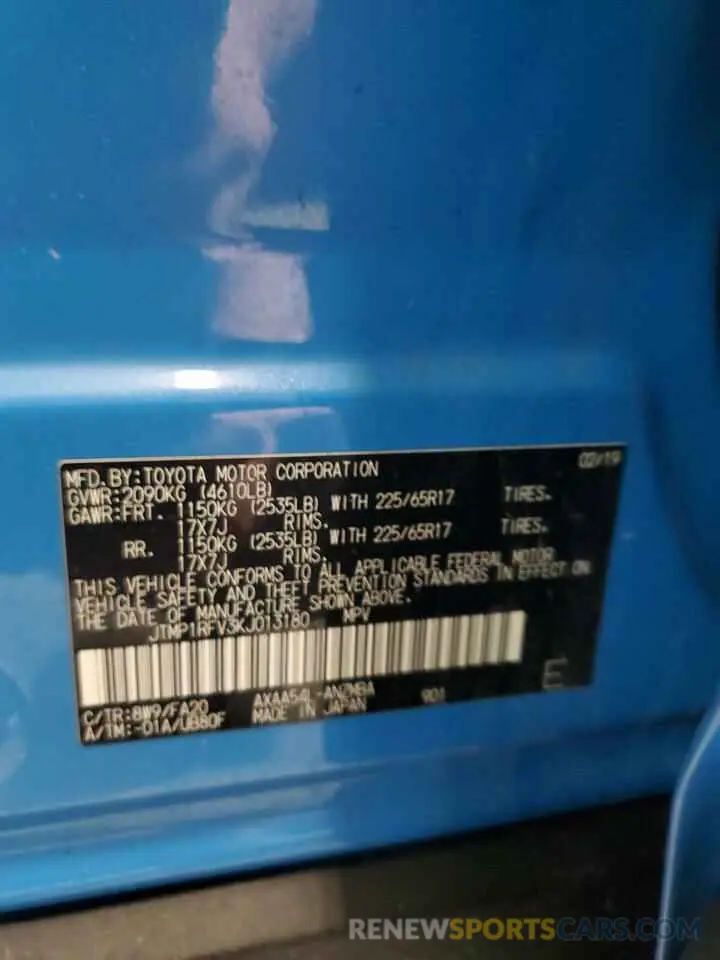 MFD. BY: TOYOTA MOTOR CORPORATION 02/19
GVWR: 2090KG (4610LB)
GAWR: FRT. 1150KG (2535LB) WITH 225/65R17 TIRES.
17X7J RIMS.
RR. 1150KG (2535LB) WITH 225/65R17 TIRES.
17X7J RIMS.
THIS VEHICLE CONFORMS TO ALL APPLICABLE FEDERAL MOTOR
VEHICLE SAFETY AND THEFT PREVENTION STANDARDS IN EFFECT ON
THE DATE OF MANUFACTURE SHOWN ABOVE.
JTMP1RFV3KJ013180 MPV
E
C/TR: 8W9/FA20 AXAA54L-ANZMBA 901
A/TM: -01A/UB80F MADE IN JAPAN
RENEWSPORTSCARS.COM